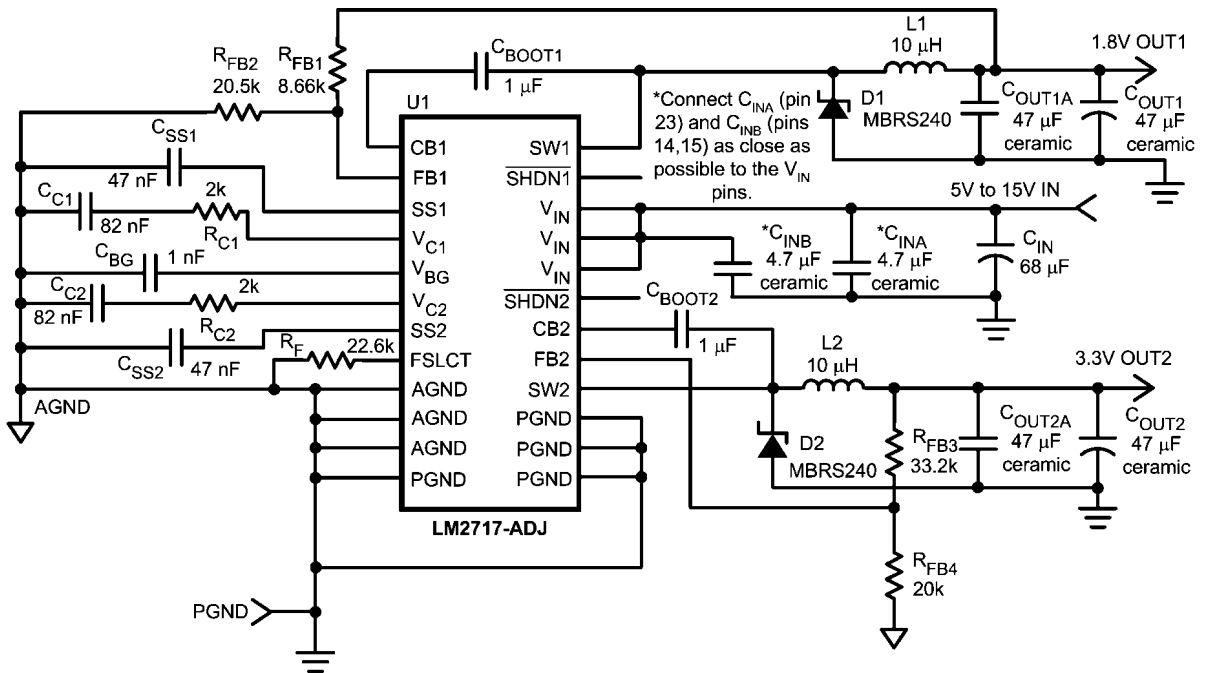 L1
10 μH
1.8V OUT1
RFB2
20.5k
RFB1
8.66k
CBOOT1
1 μF
U1
*Connect CINA (pin
23) and CINB (pins
14,15) as close as
possible to the VIN
pins.
D1
MBRS240
COUT1A
47 μF
ceramic
COUT1
47 μF
ceramic
CSS1
47 nF
CC1
82 nF
2k
RC1
CBG
1 nF
CC2
82 nF
2k
RC2
CSS2
47 nF
RF
22.6k
AGND
CB1
FB1
SS1
VC1
VBG
VC2
SS2
FSLCT
AGND
AGND
AGND
PGND
SW1
SHDN1
VIN
VIN
VIN
SHDN2
CB2
FB2
SW2
PGND
PGND
PGND
LM2717-ADJ
5V to 15V IN
*CINB
4.7 μF
ceramic
*CINA
4.7 μF
ceramic
CIN
68 μF
CBOOT2
1 μF
L2
10 μH
3.3V OUT2
D2
MBRS240
RFB3
33.2k
COUT2A
47 μF
ceramic
COUT2
47 μF
ceramic
RFB4
20k
PGND